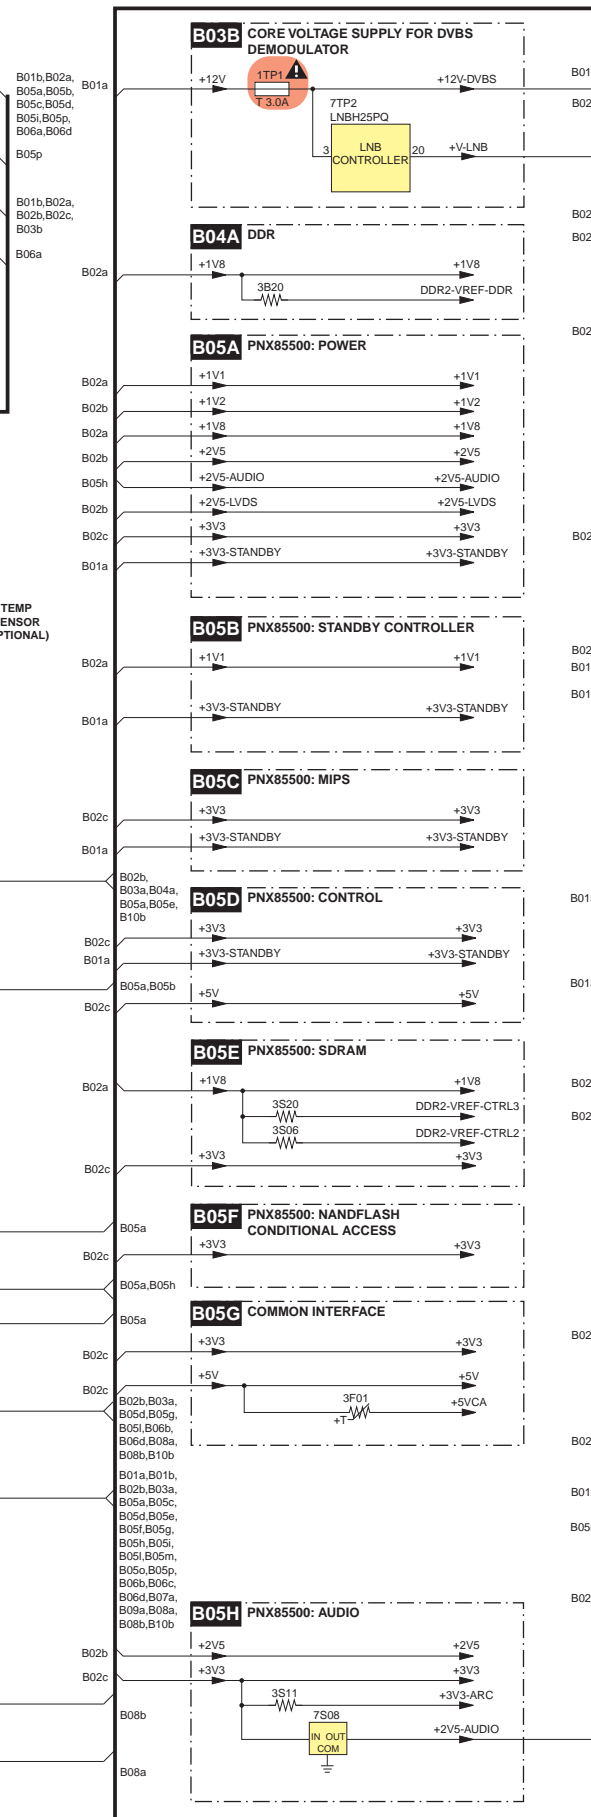 B01b,B02a,
B05a,B05b,
B05c,B05d,
B05i,B05p,
B06a,B06d
B05p
B01b,B02a,
B02b,B02c,
B03b
B06a
TEMP
ENSOR
PTIONAL)
B03B CORE VOLTAGE SUPPLY FOR DVBS
DEMODULATOR
B01a
+12V
1TP1
T 3.0A
+12V-DVBS
7TP2
LNBH25PQ
3
LNB
CONTROLLER
20
+V-LNB
B04A DDR
B02a
+1V8
+1V8
3B20
DDR2-VREF-DDR
B05A PNX85500: POWER
B02a +1V1 +1V1
B02b +1V2 +1V2
B02a +1V8 +1V8
B02b +2V5 +2V5
B05h +2V5-AUDIO +2V5-AUDIO
B02b +2V5-LVDS +2V5-LVDS
B02c +3V3 +3V3
B01a +3V3-STANDBY +3V3-STANDBY
B05B PNX85500: STANDBY CONTROLLER
B02a +1V1 +1V1
B01a +3V3-STANDBY +3V3-STANDBY
B05C PNX85500: MIPS
B02c +3V3 +3V3
B01a +3V3-STANDBY +3V3-STANDBY
B02b,
B03a,B04a,
B05a,B05e,
B10b
B05D PNX85500: CONTROL
B02c +3V3 +3V3
B01a +3V3-STANDBY +3V3-STANDBY
B05a,B05b
B02c +5V +5V
B05E PNX85500: SDRAM
B02a +1V8 +1V8
3S20 DDR2-VREF-CTRL3
3S06 DDR2-VREF-CTRL2
B02c +3V3 +3V3
B05F PNX85500: NANDFLASH
CONDITIONAL ACCESS
B05a
B02c +3V3 +3V3
B05a,B05h
B05G COMMON INTERFACE
B05a
B02c +3V3 +3V3
B02c +5V +5V
3F01 +5VCA
+T
B02b,B03a,
B05d,B05g,
B05l,B06b,
B06d,B08a,
B08b,B10b
B01a,B01b,
B02b,B03a,
B05a,B05c,
B05d,B05e,
B05f,B05g,
B05h,B05i,
B05l,B05m,
B05o,B05p,
B06b,B06c,
B06d,B07a,
B09a,B08a,
B08b,B10b
B05H PNX85500: AUDIO
B02b +2V5 +2V5
B02c +3V3 +3V3
3S11 +3V3-ARC
B08b
7S08
IN OUT
COM
+2V5-AUDIO
B08a
B01
B02
B02
B02
B02
B02
B02
B01
B01
B01
B01
B02
B02
B02
B02
B01
B05
B02